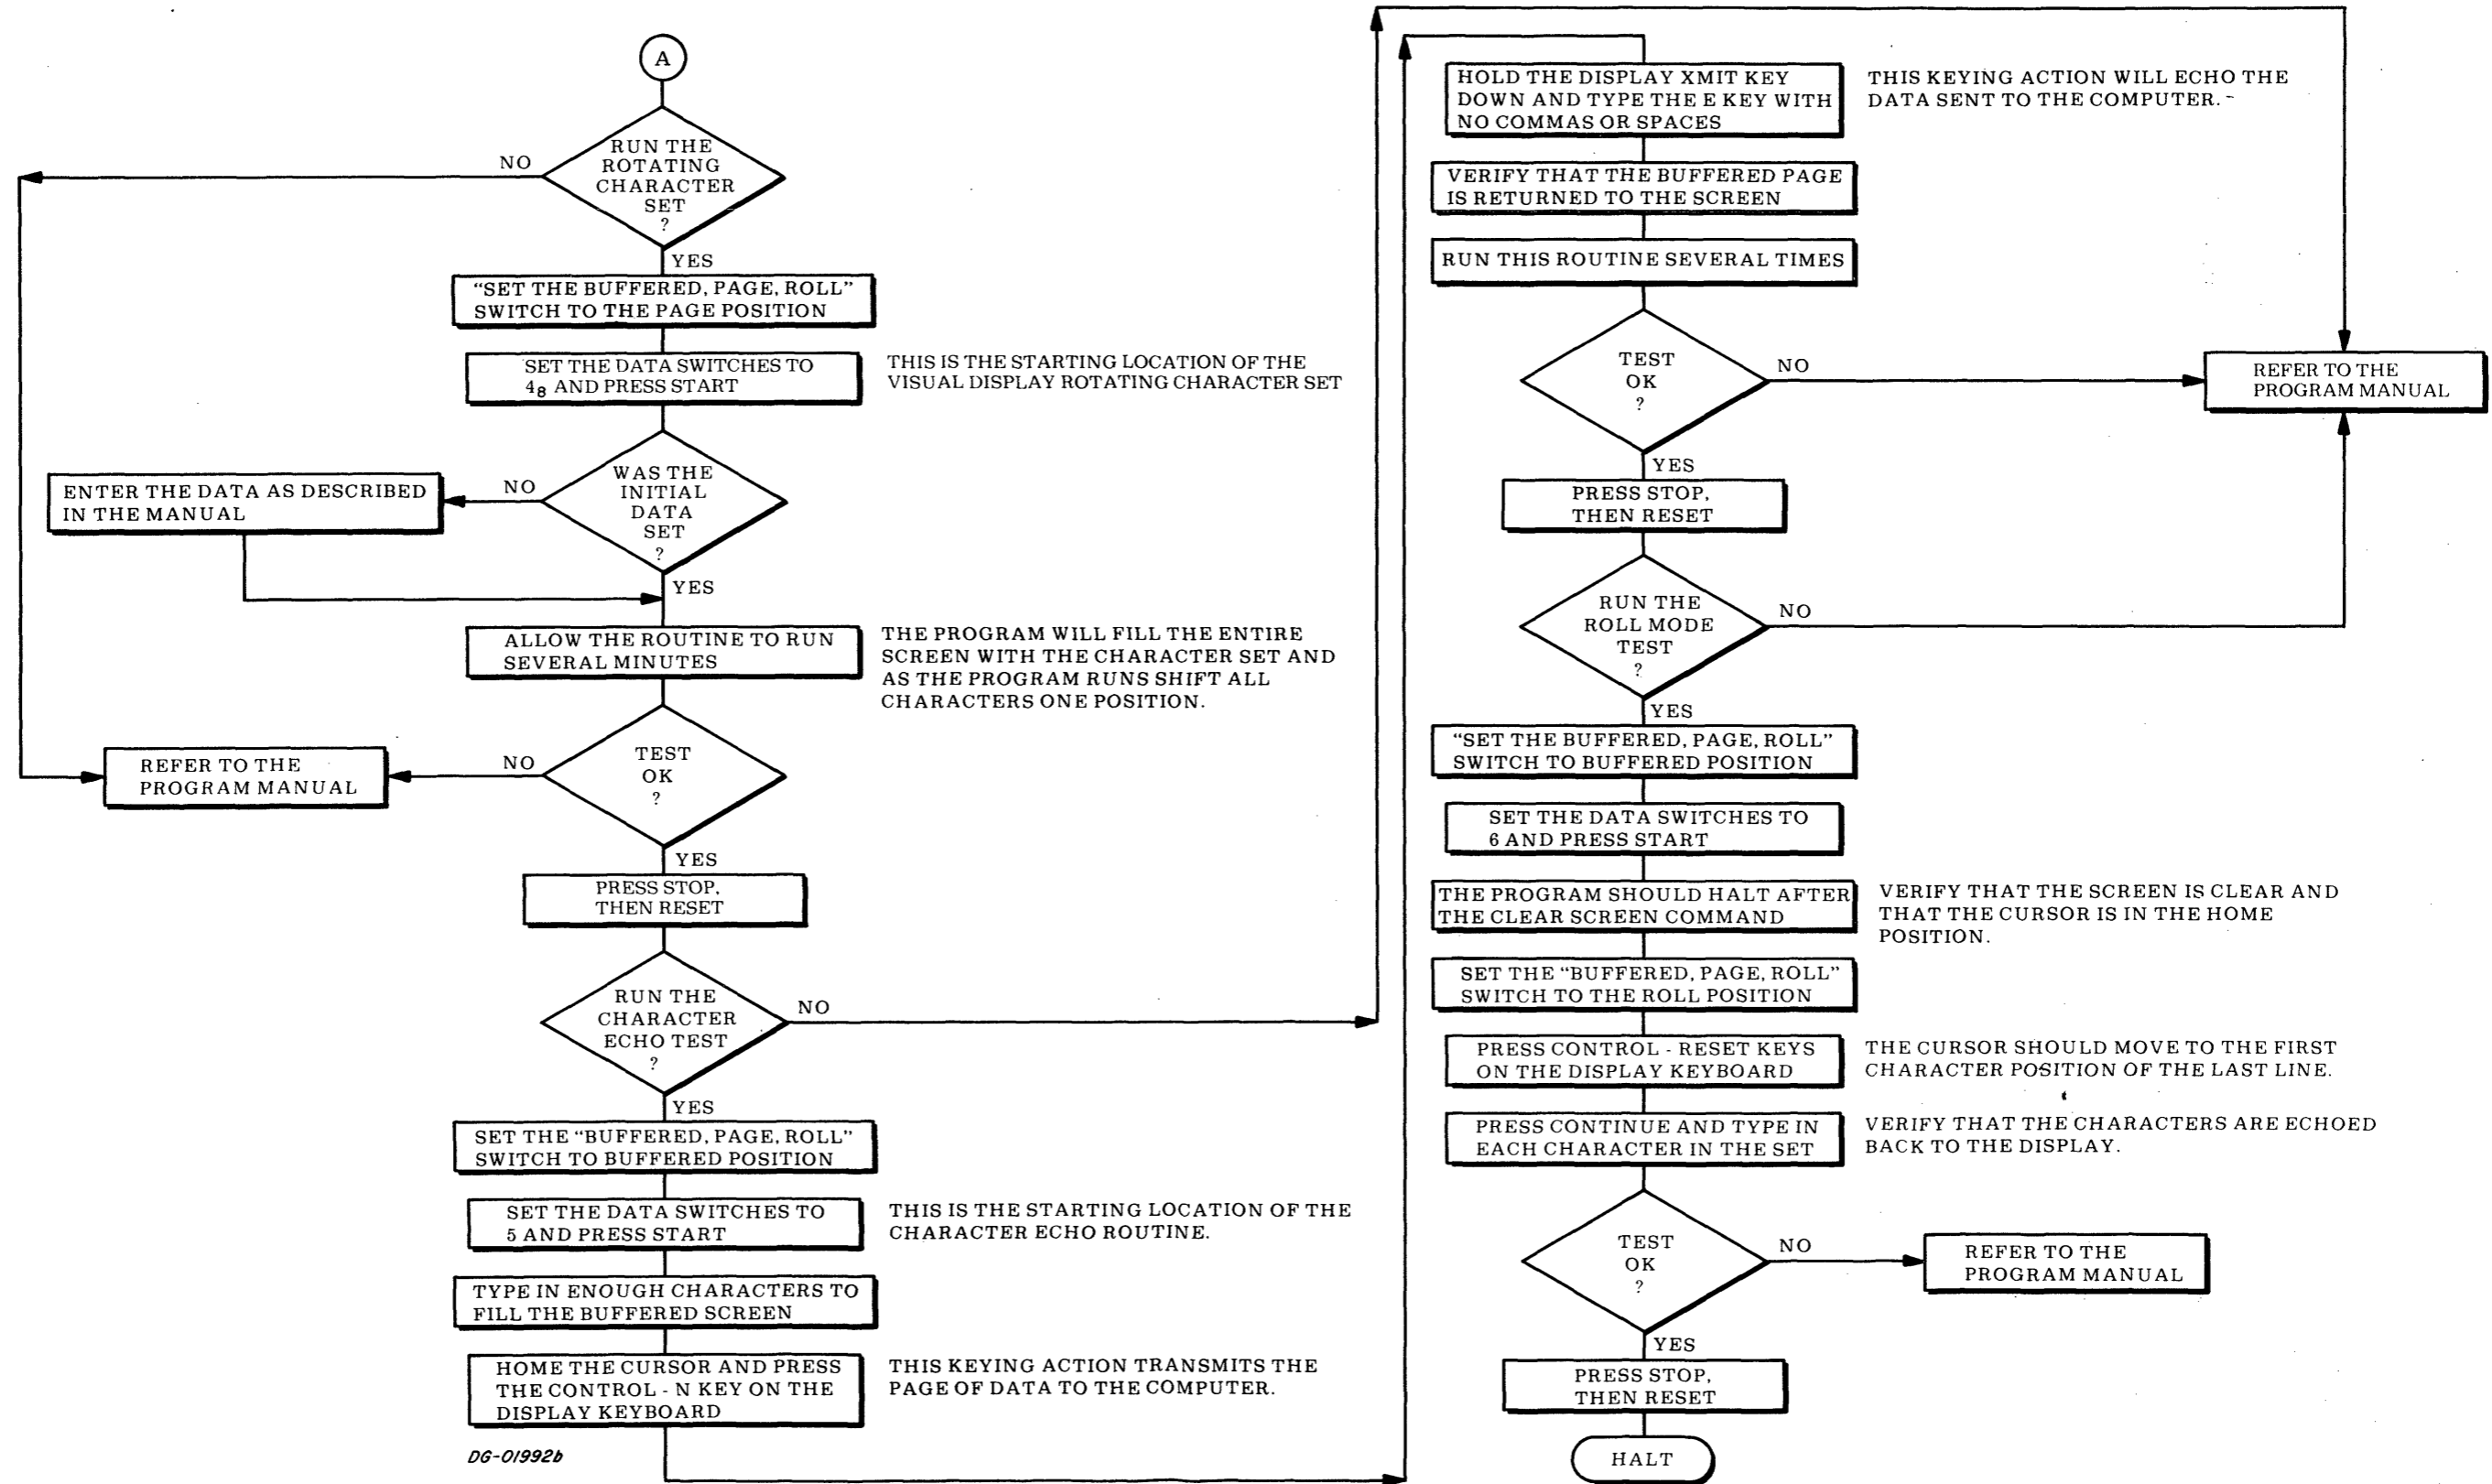 A
RUN THE
ROTATING
CHARACTER
SET
?
NO
YES
“SET THE BUFFERED, PAGE, ROLL”
SWITCH TO THE PAGE POSITION
SET THE DATA SWITCHES TO
4₈ AND PRESS START
THIS IS THE STARTING LOCATION OF THE
VISUAL DISPLAY ROTATING CHARACTER SET
WAS THE
INITIAL
DATA
SET
?
NO
ENTER THE DATA AS DESCRIBED
IN THE MANUAL
YES
ALLOW THE ROUTINE TO RUN
SEVERAL MINUTES
THE PROGRAM WILL FILL THE ENTIRE
SCREEN WITH THE CHARACTER SET AND
AS THE PROGRAM RUNS SHIFT ALL
CHARACTERS ONE POSITION.
TEST
OK
?
NO
REFER TO THE
PROGRAM MANUAL
YES
PRESS STOP,
THEN RESET
RUN THE
CHARACTER
ECHO TEST
?
NO
YES
SET THE “BUFFERED, PAGE, ROLL”
SWITCH TO BUFFERED POSITION
SET THE DATA SWITCHES TO
5 AND PRESS START
THIS IS THE STARTING LOCATION OF THE
CHARACTER ECHO ROUTINE.
TYPE IN ENOUGH CHARACTERS TO
FILL THE BUFFERED SCREEN
HOME THE CURSOR AND PRESS
THE CONTROL - N KEY ON THE
DISPLAY KEYBOARD
THIS KEYING ACTION TRANSMITS THE
PAGE OF DATA TO THE COMPUTER.
DG-01992b
HOLD THE DISPLAY XMIT KEY
DOWN AND TYPE THE E KEY WITH
NO COMMAS OR SPACES
THIS KEYING ACTION WILL ECHO THE
DATA SENT TO THE COMPUTER.
VERIFY THAT THE BUFFERED PAGE
IS RETURNED TO THE SCREEN
RUN THIS ROUTINE SEVERAL TIMES
TEST
OK
?
NO
REFER TO THE
PROGRAM MANUAL
YES
PRESS STOP,
THEN RESET
RUN THE
ROLL MODE
TEST
?
NO
YES
“SET THE BUFFERED, PAGE, ROLL”
SWITCH TO BUFFERED POSITION
SET THE DATA SWITCHES TO
6 AND PRESS START
THE PROGRAM SHOULD HALT AFTER
THE CLEAR SCREEN COMMAND
VERIFY THAT THE SCREEN IS CLEAR AND
THAT THE CURSOR IS IN THE HOME
POSITION.
SET THE “BUFFERED, PAGE, ROLL”
SWITCH TO THE ROLL POSITION
PRESS CONTROL - RESET KEYS
ON THE DISPLAY KEYBOARD
THE CURSOR SHOULD MOVE TO THE FIRST
CHARACTER POSITION OF THE LAST LINE.
PRESS CONTINUE AND TYPE IN
EACH CHARACTER IN THE SET
VERIFY THAT THE CHARACTERS ARE ECHOED
BACK TO THE DISPLAY.
TEST
OK
?
NO
REFER TO THE
PROGRAM MANUAL
YES
PRESS STOP,
THEN RESET
HALT